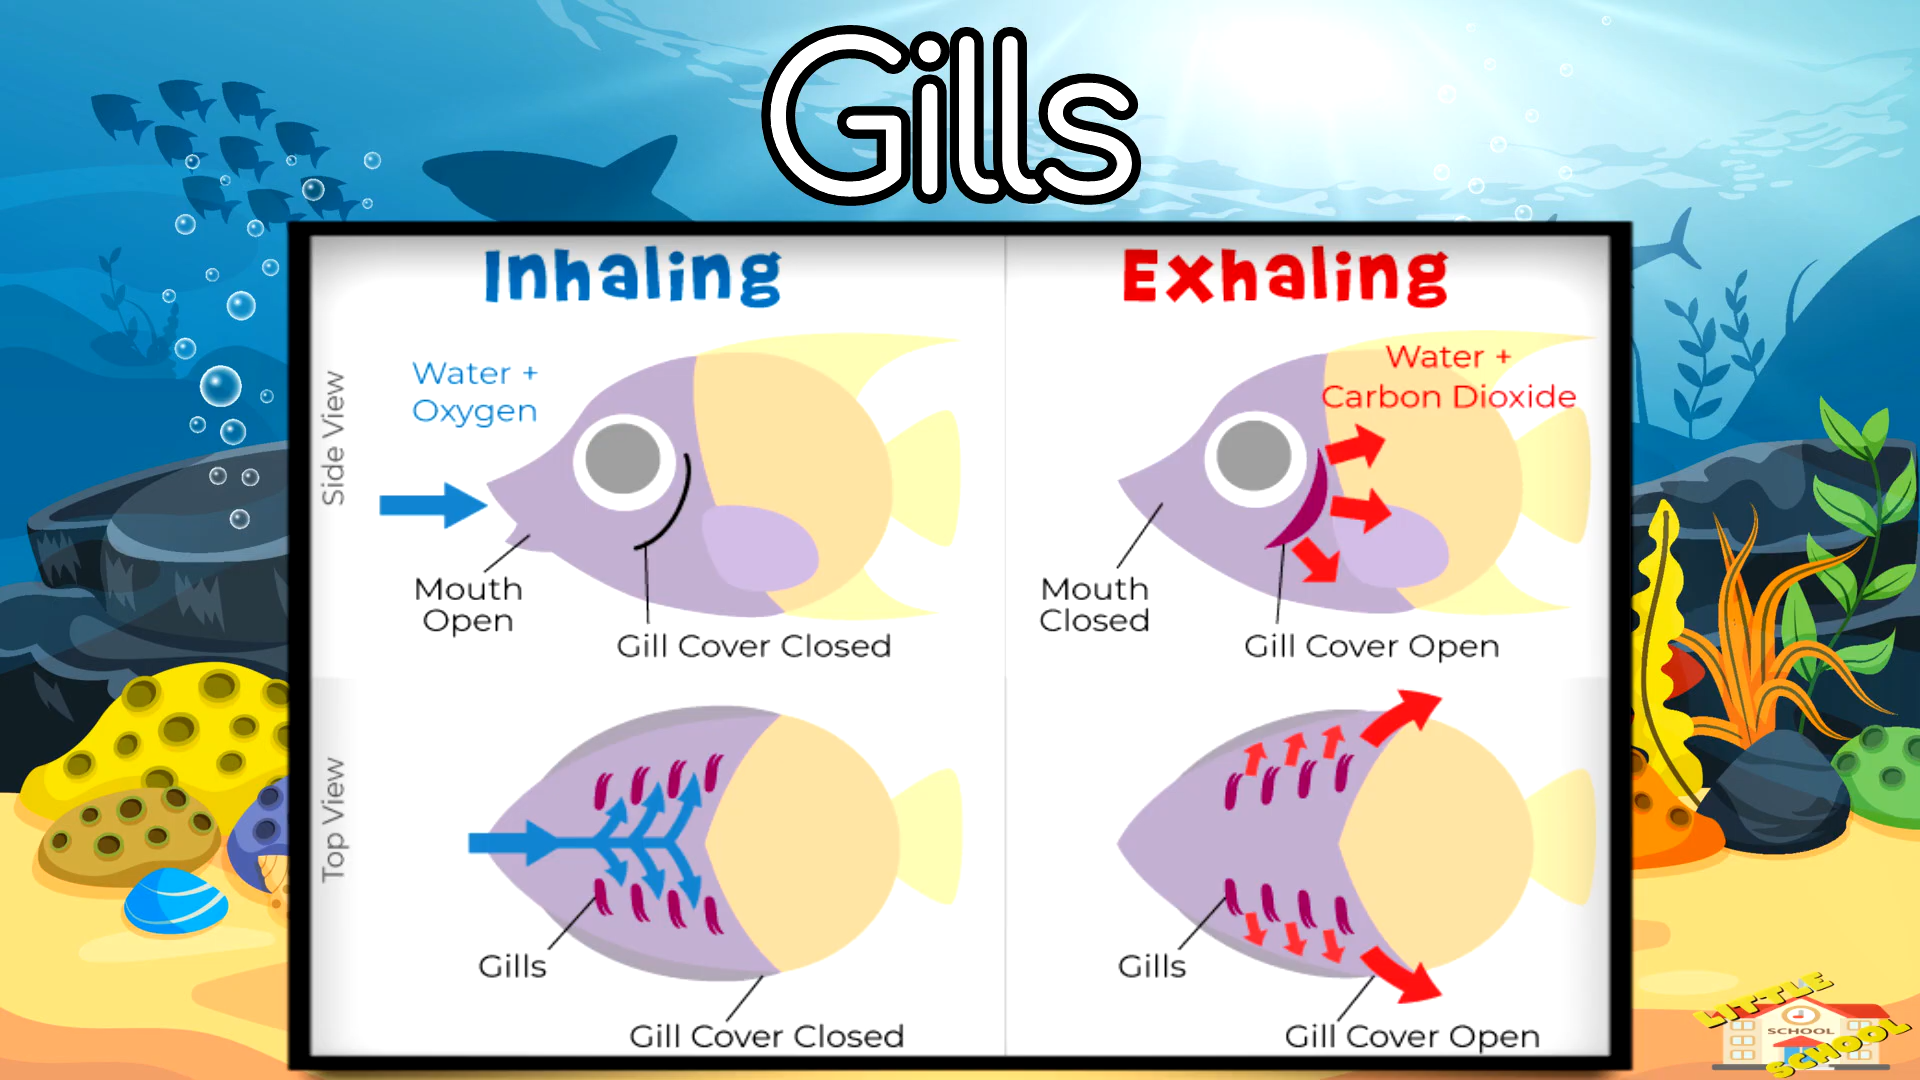 Gills
Inhaling
Exhaling
Side View
Water +
Oxygen
Mouth
Open
Gill Cover Closed
Water +
Carbon Dioxide
Mouth
Closed
Gill Cover Open
Top View
Gills
Gill Cover Closed
Gills
Gill Cover Open
LITTLE
SCHOOL
SCHOOL